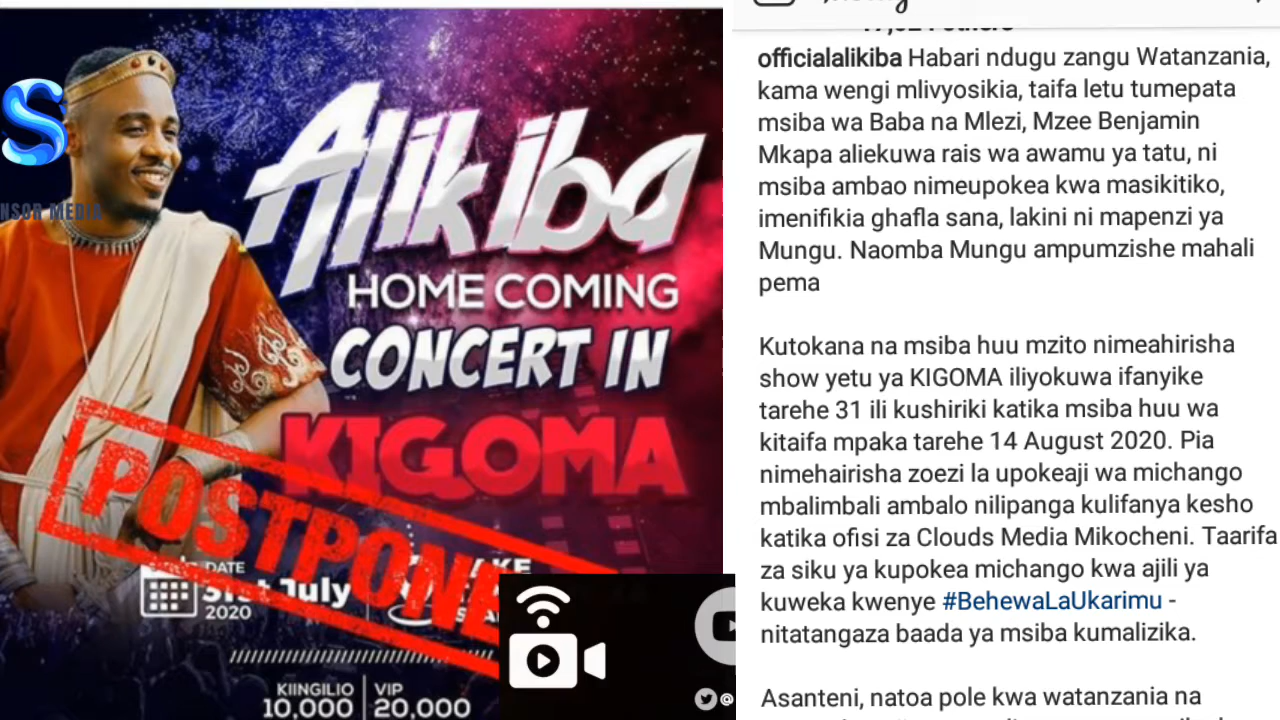 Alikiba
HOME COMING
CONCERT IN
KIGOMA
POSTPONE
DATE
31st July
2020
KIINGILIO
10,000
VIP
20,000
@
officialalikiba Habari ndugu zangu Watanzania,
kama wengi mlivyosikia, taifa letu tumepata
msiba wa Baba na Mlezi, Mzee Benjamin
Mkapa aliekuwa rais wa awamu ya tatu, ni
msiba ambao nimeupokea kwa masikitiko,
imenifikia ghafla sana, lakini ni mapenzi ya
Mungu. Naomba Mungu ampumzishe mahali
pema
Kutokana na msiba huu mzito nimeahirisha
show yetu ya KIGOMA iliyokuwa ifanyike
tarehe 31 ili kushiriki katika msiba huu wa
kitaifa mpaka tarehe 14 August 2020. Pia
nimehairisha zoezi la upokeaji wa michango
mbalimbali ambalo nilipanga kulifanya kesho
katika ofisi za Clouds Media Mikocheni. Taarifa
za siku ya kupokea michango kwa ajili ya
kuweka kwenye #BehewaLaUkarimu -
nitatangaza baada ya msiba kumalizika.
Asanteni, natoa pole kwa watanzania na